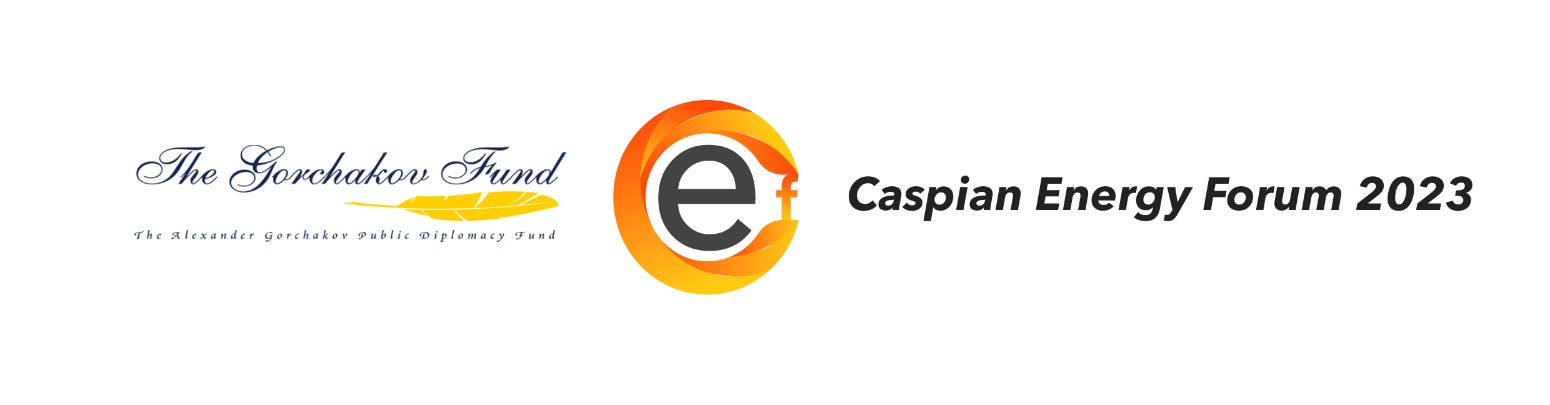 The Gorchakov Fund
The Alexander Gorchakov Public Diplomacy Fund
ef
Caspian Energy Forum 2023